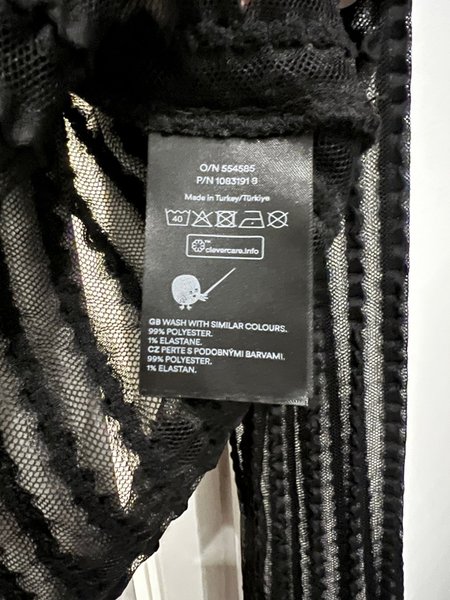 O/N 554585
P/N 1083191 8
Made in Turkey/Türkiye
40
clevercare.info
GB WASH WITH SIMILAR COLOURS.
99% POLYESTER.
1% ELASTANE.
CZ PERTE S PODOBNÝMI BARVAMI.
99% POLYESTER.
1% ELASTAN.